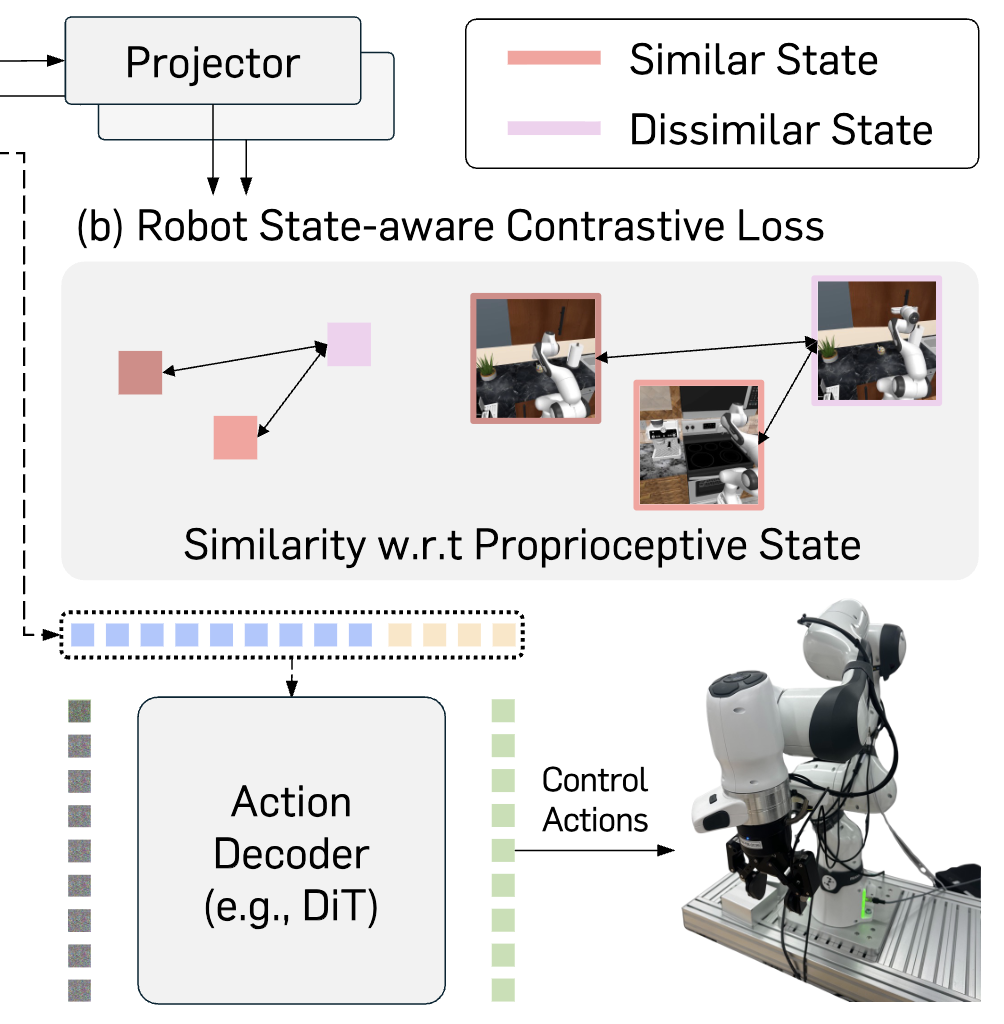 Projector
Similar State
Dissimilar State
(b) Robot State-aware Contrastive Loss
Similarity w.r.t Proprioceptive State
Action
Decoder
(e.g., DiT)
Control
Actions